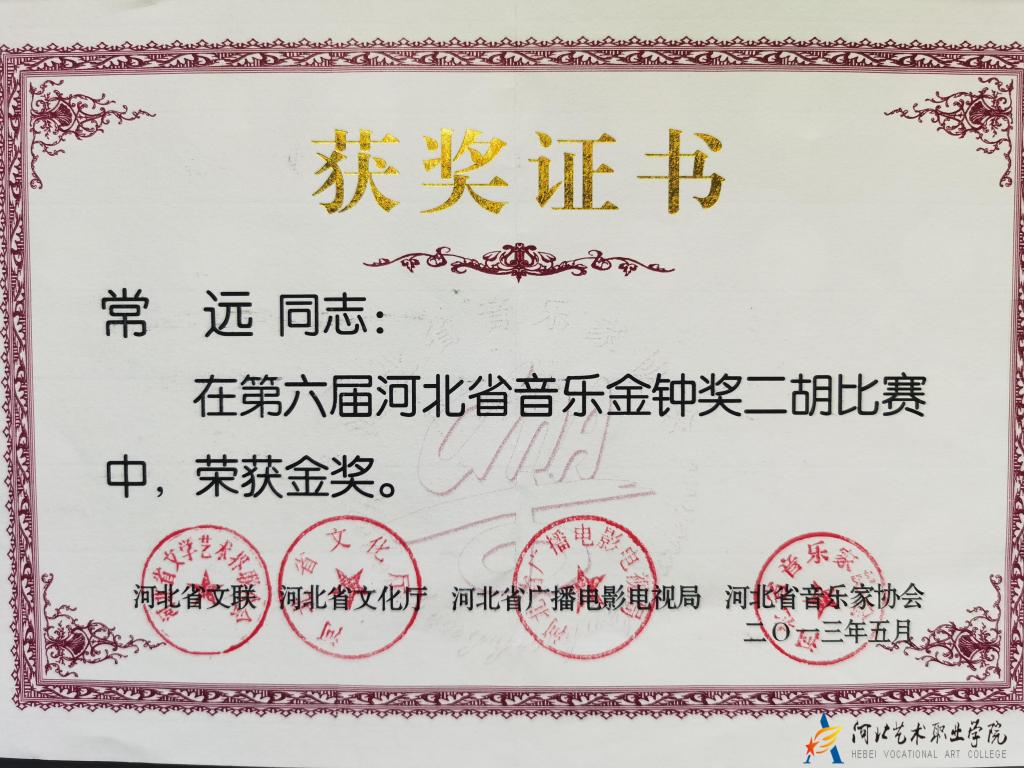 获奖证书
常 远 同志：
在第六届河北省音乐金钟奖二胡比赛
中，荣获金奖。
河北省文联 河北省文化厅 河北省广播电影电视局 河北省音乐家协会
二〇一三年五月
河北艺术职业学院
HEBEI VOCATIONAL ART COLLEGE